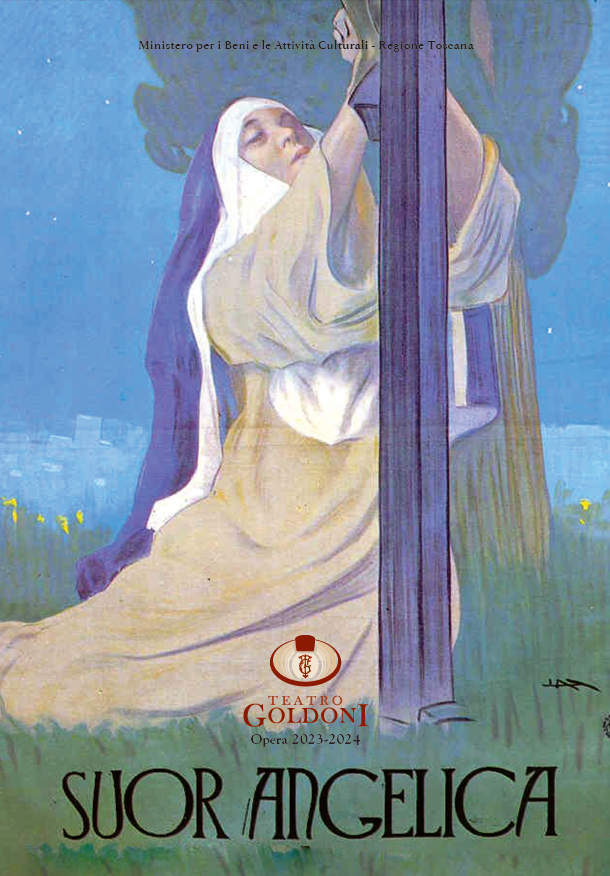 Ministero per i Beni e le Attività Culturali - Regione Toscana
TEATRO
GOLDONI
Opera 2023-2024
SUOR ANGELICA